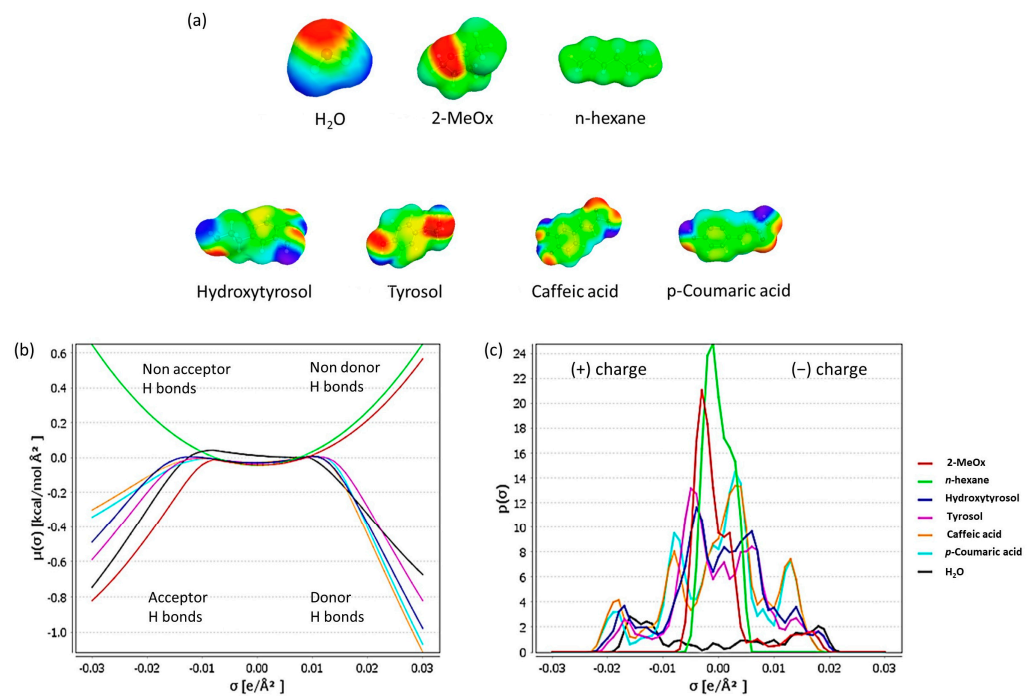 (a)
H₂O
2-MeOx
n-hexane
Hydroxytyrosol
Tyrosol
Caffeic acid
p-Coumaric acid
(b)
0.6
0.4
0.2
0.0
-0.2
-0.4
-0.6
-0.8
-1.0
μ(σ) [kcal/mol Å²]
Non acceptor
H bonds
Non donor
H bonds
Acceptor
H bonds
Donor
H bonds
-0.03
-0.02
-0.01
0.00
0.01
0.02
0.03
σ [e/Å²]
(c)
24
22
20
18
16
14
12
10
8
6
4
2
0
p(σ)
(+) charge
(−) charge
-0.03
-0.02
-0.01
0.00
0.01
0.02
0.03
σ [e/Å²]
2-MeOx
n-hexane
Hydroxytyrosol
Tyrosol
Caffeic acid
p-Coumaric acid
H₂O